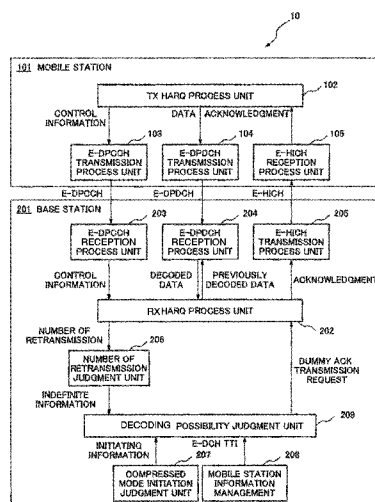 10
101 MOBILE STATION
TX HARQ PROCESS UNIT
102
CONTROL INFORMATION
DATA
ACKNOWLEDGMENT
103
104
105
E-DPCCH TRANSMISSION PROCESS UNIT
E-DPDCH TRANSMISSION PROCESS UNIT
E-HICH RECEPTION PROCESS UNIT
E-DPCCH
E-DPDCH
E-HICH
201 BASE STATION
203
204
205
E-DPCCH RECEPTION PROCESS UNIT
E-DPDCH RECEPTION PROCESS UNIT
E-HICH TRANSMISSION PROCESS UNIT
CONTROL INFORMATION
DECODED DATA
PREVIOUSLY DECODED DATA
ACKNOWLEDGMENT
RX HARQ PROCESS UNIT
202
NUMBER OF RETRANSMISSION
206
NUMBER OF RETRANSMISSION JUDGMENT UNIT
DUMMY ACK TRANSMISSION REQUEST
INDEFINITE INFORMATION
209
DECODING POSSIBILITY JUDGMENT UNIT
INITIATING INFORMATION
E-DCH TTI
207
208
COMPRESSED MODE INITIATION JUDGMENT UNIT
MOBILE STATION INFORMATION MANAGEMENT